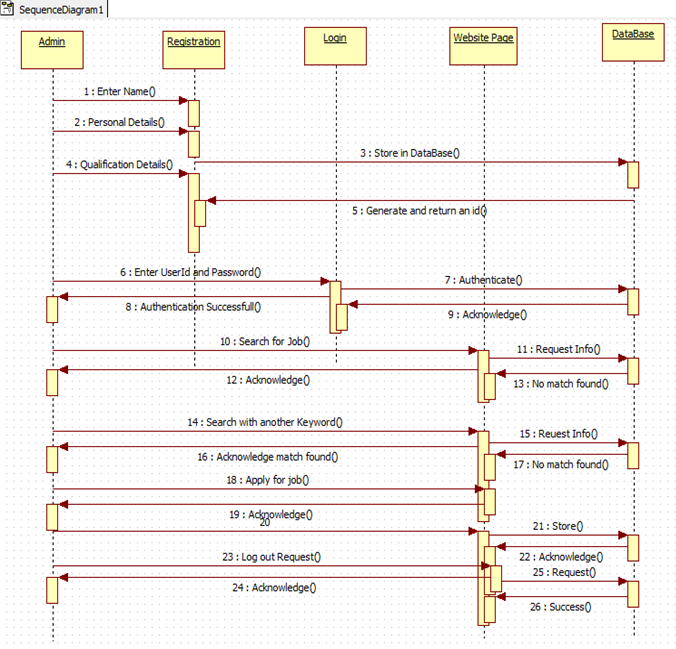 SequenceDiagram1
Admin
Registration
Login
Website Page
DataBase
1 : Enter Name()
2 : Personal Details()
3 : Store in DataBase()
4 : Qualification Details()
5 : Generate and return an id()
6 : Enter UserId and Password()
7 : Authenticate()
8 : Authentication Successfull()
9 : Acknowledge()
10 : Search for Job()
11 : Request Info()
12 : Acknowledge()
13 : No match found()
14 : Search with another Keyword()
15 : Reuest Info()
16 : Acknowledge match found()
17 : No match found()
18 : Apply for job()
19 : Acknowledge()
20
21 : Store()
22 : Acknowledge()
23 : Log out Request()
24 : Acknowledge()
25 : Request()
26 : Success()